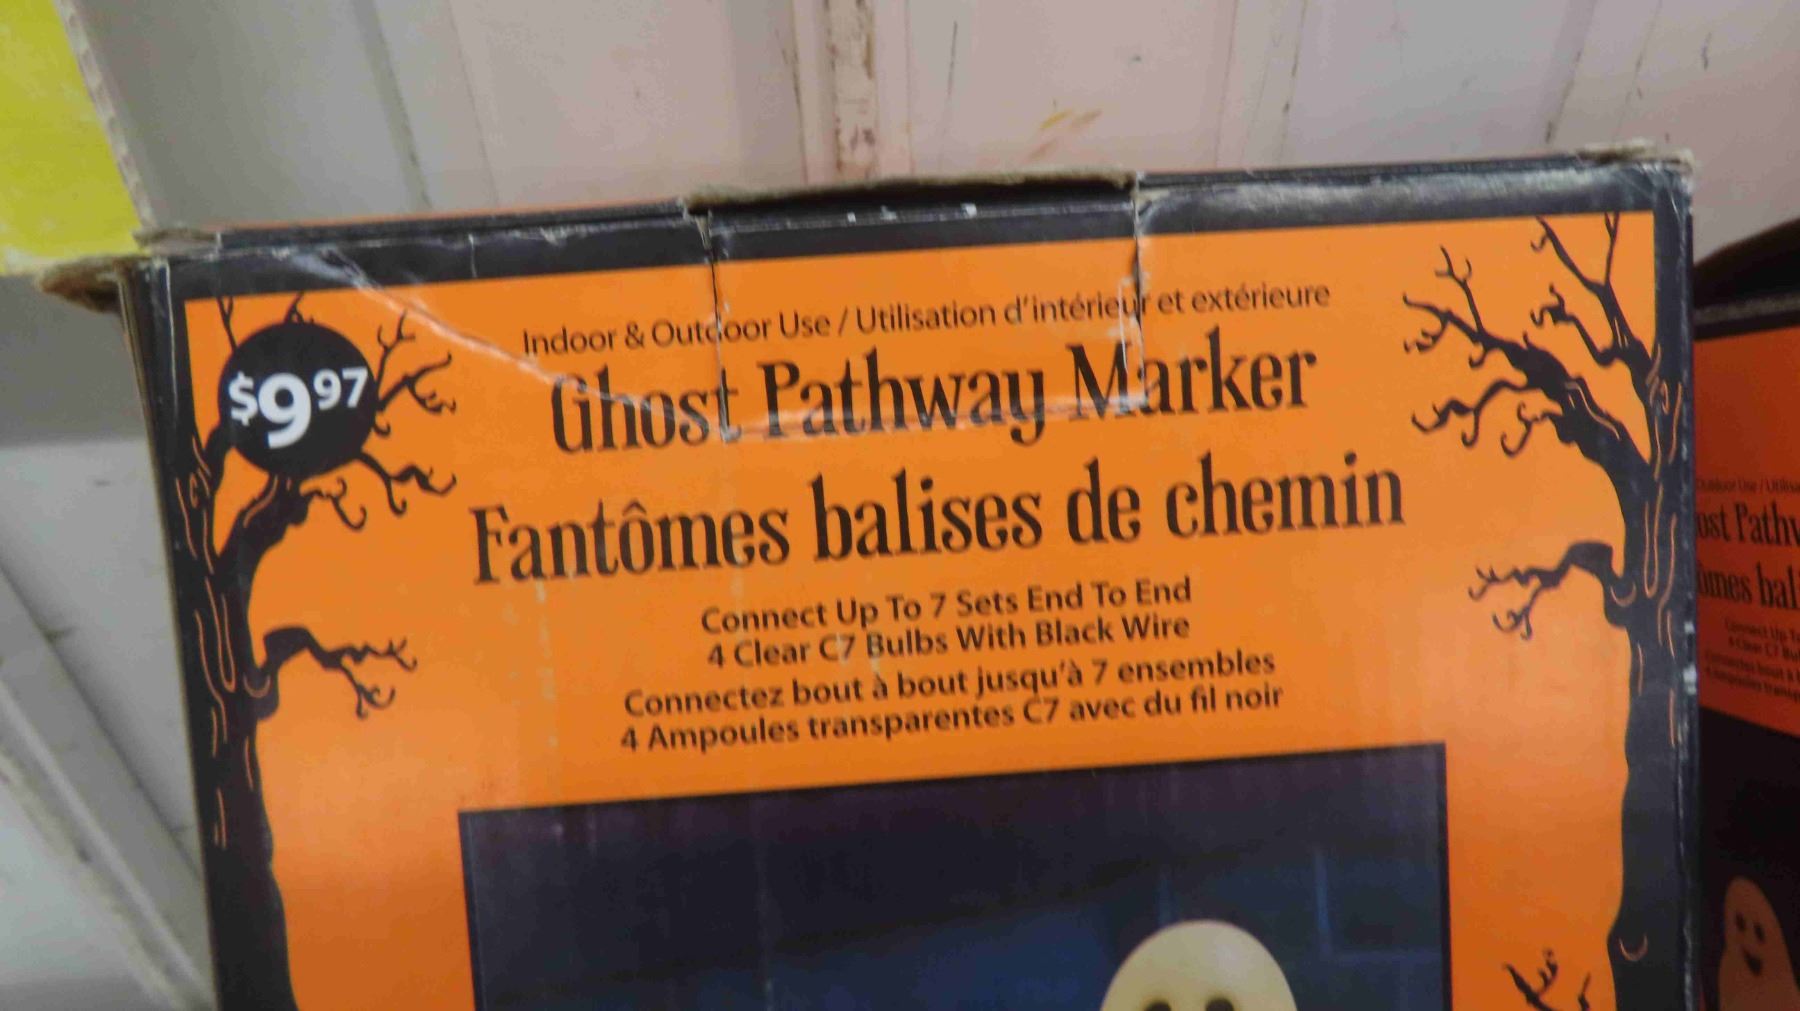 Indoor & Outdoor Use / Utilisation d'intérieur et extérieure
$9.97
Ghost Pathway Marker
Fantômes balises de chemin
Connect Up To 7 Sets End To End
4 Clear C7 Bulbs With Black Wire
Connectez bout à bout jusqu'à 7 ensembles
4 Ampoules transparentes C7 avec du fil noir